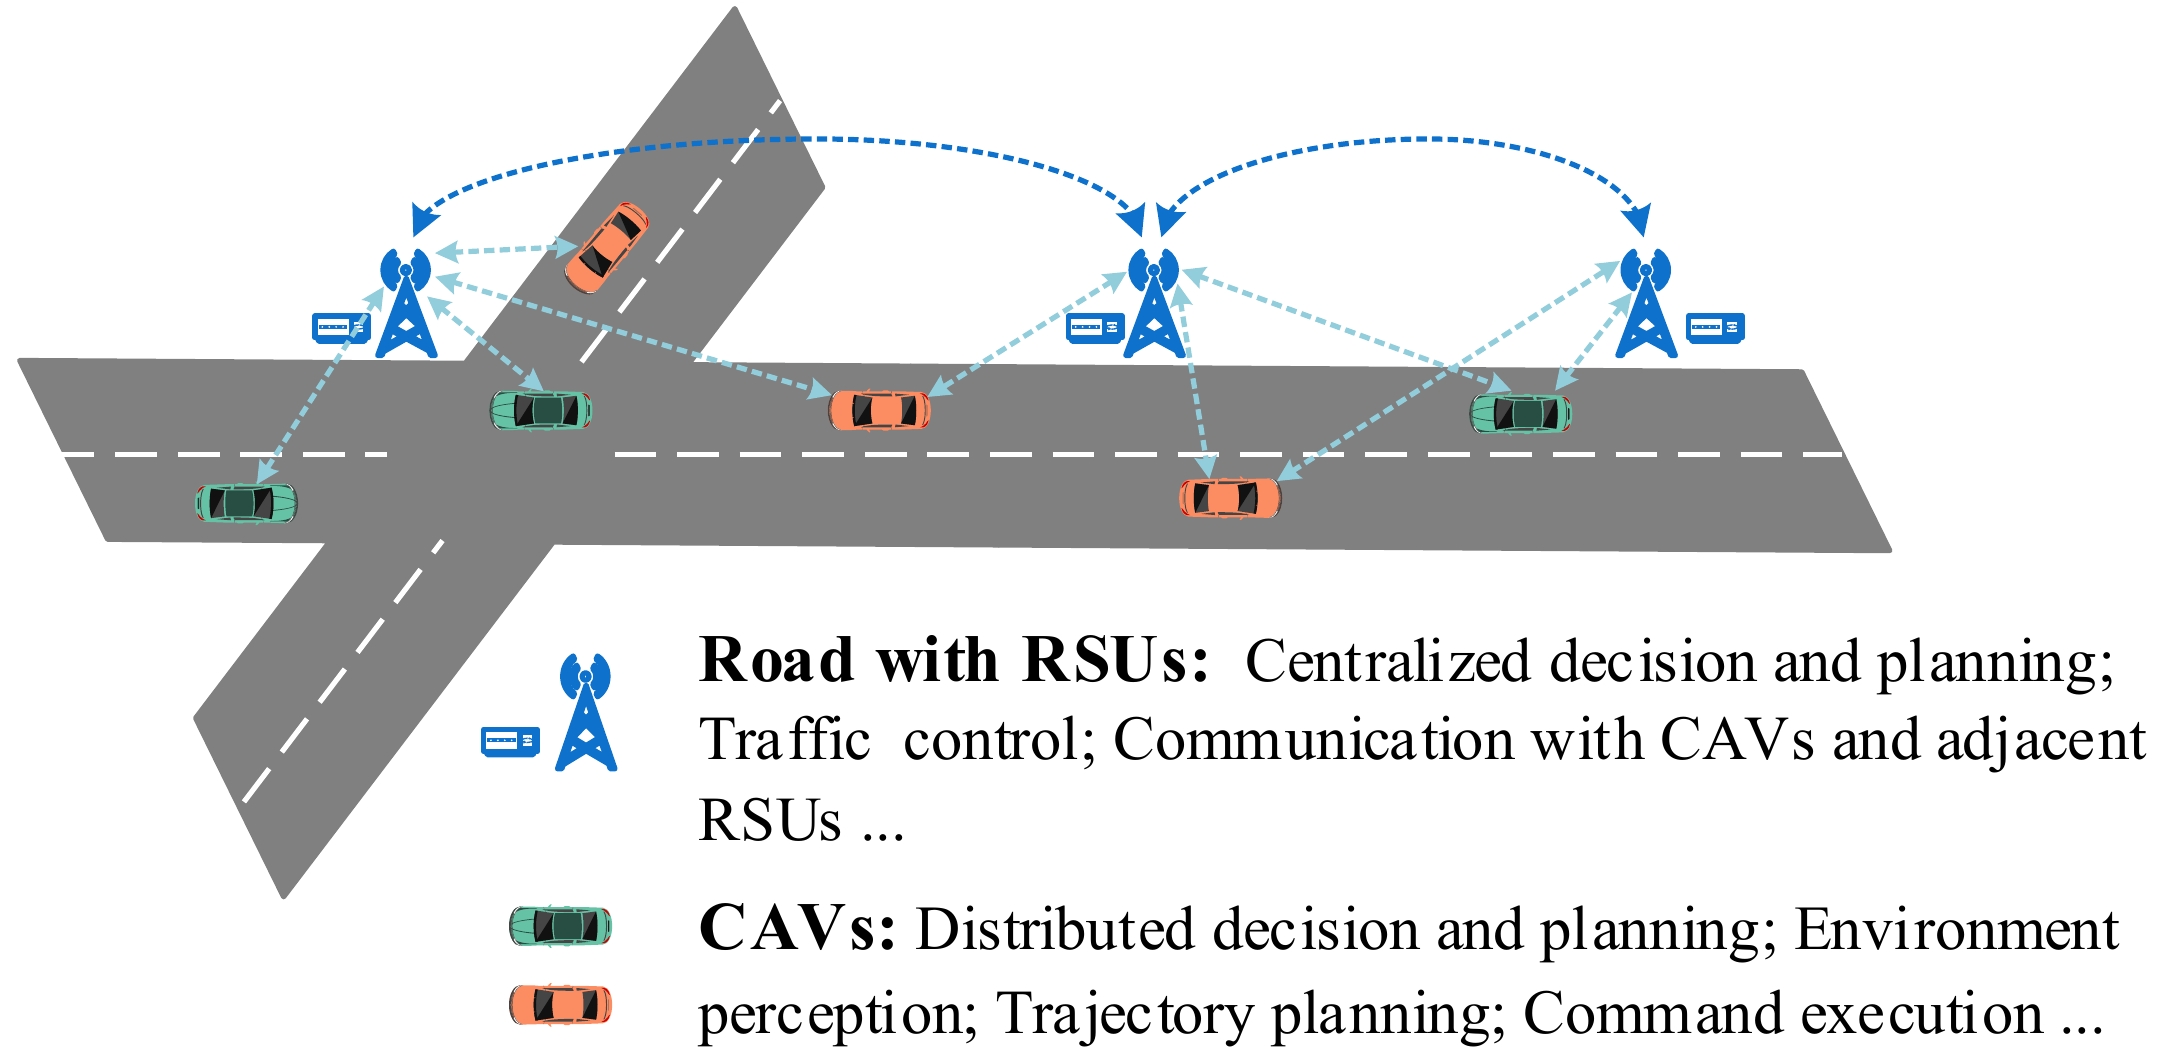 Road with RSUs: Centralized decision and planning;
Traffic control; Communication with CAVs and adjacent
RSUs ...
CAVs: Distributed decision and planning; Environment
perception; Trajectory planning; Command execution ...